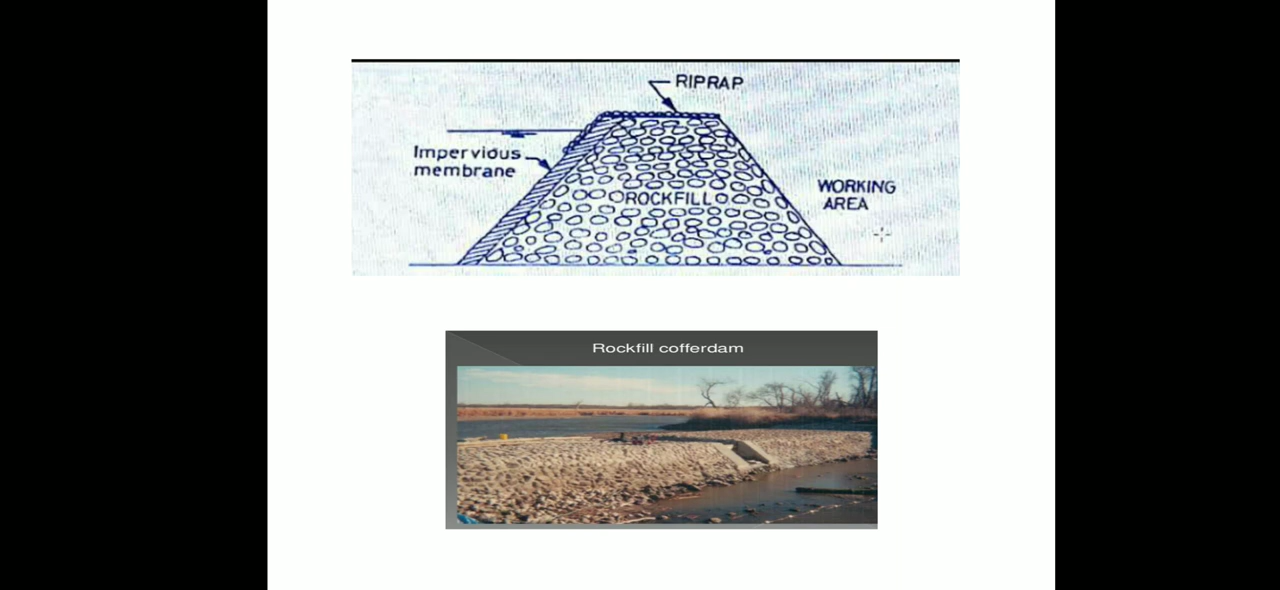 RIPRAP
Impervious
membrane
ROCKFILL
WORKING
AREA
Rockfill cofferdam